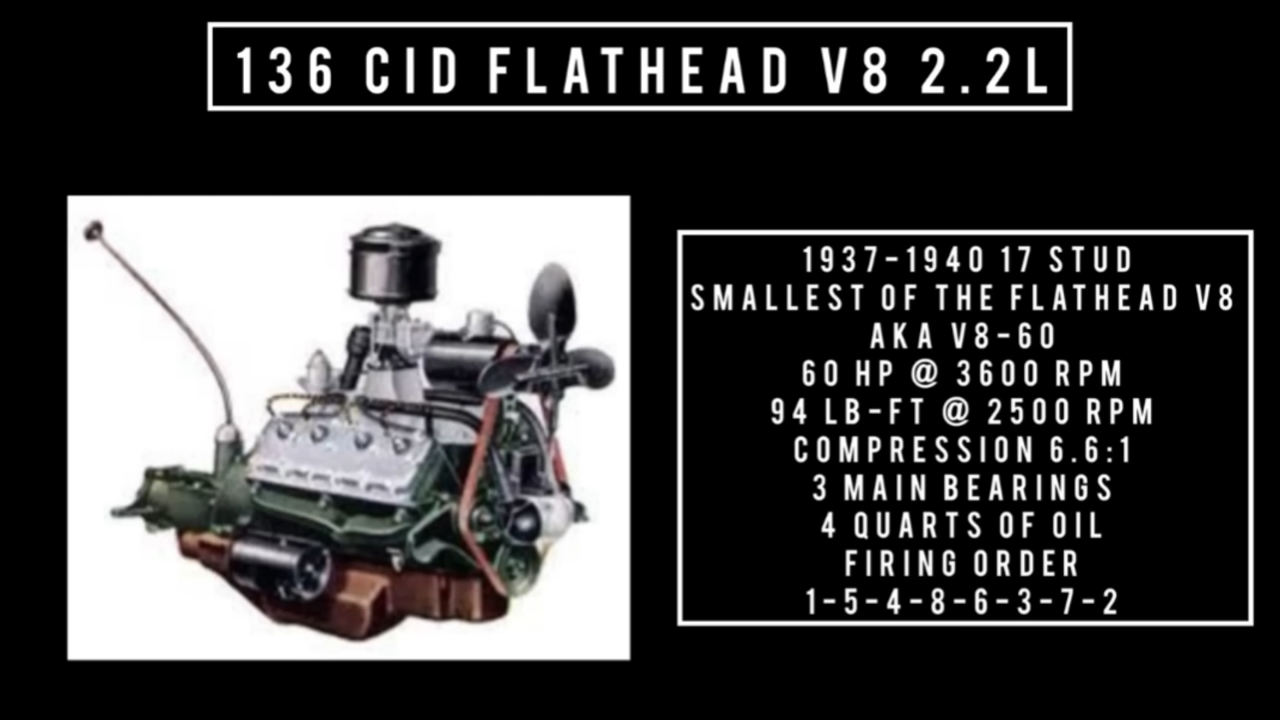 136 CID FLATHEAD V8 2.2L
1937-1940 17 STUD
SMALLEST OF THE FLATHEAD V8
AKA V8-60
60 HP @ 3600 RPM
94 LB-FT @ 2500 RPM
COMPRESSION 6.6:1
3 MAIN BEARINGS
4 QUARTS OF OIL
FIRING ORDER
1-5-4-8-6-3-7-2